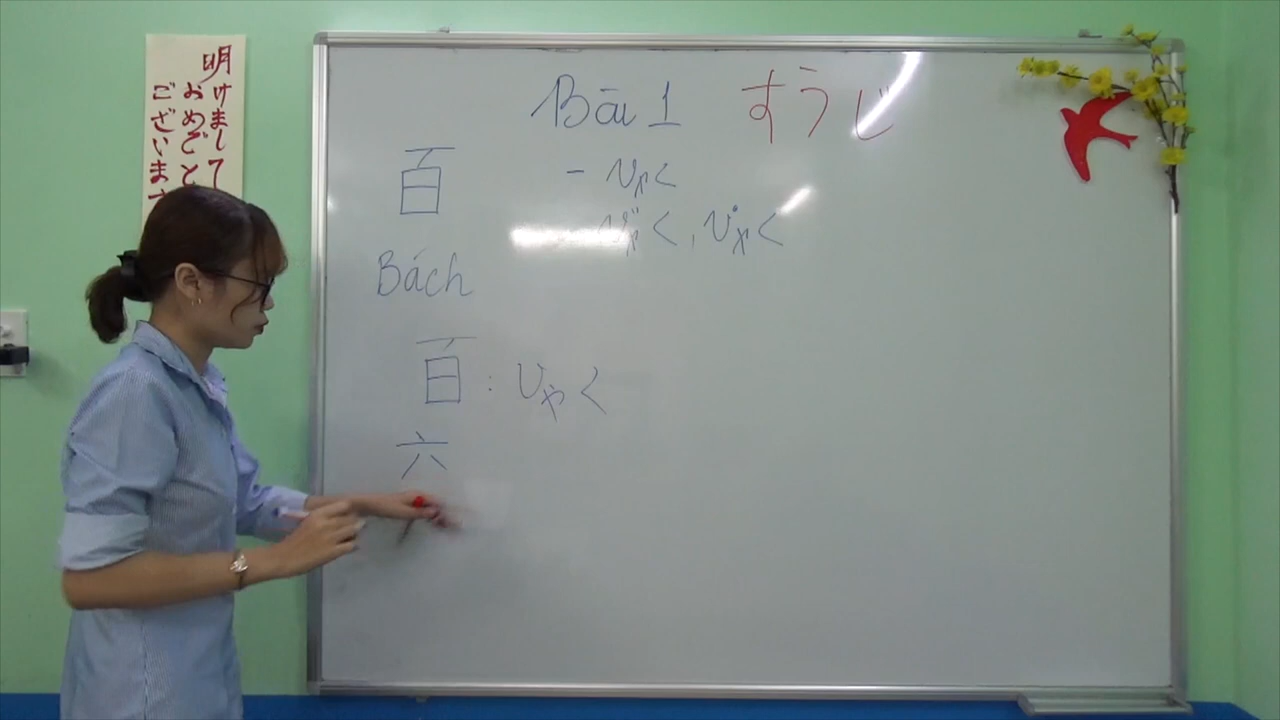 明けまして
おめでと
ございま
Bài 1 すうじ
百 - ひゃく
びゃく, ぴゃく
Bách
百 : ひゃく
六